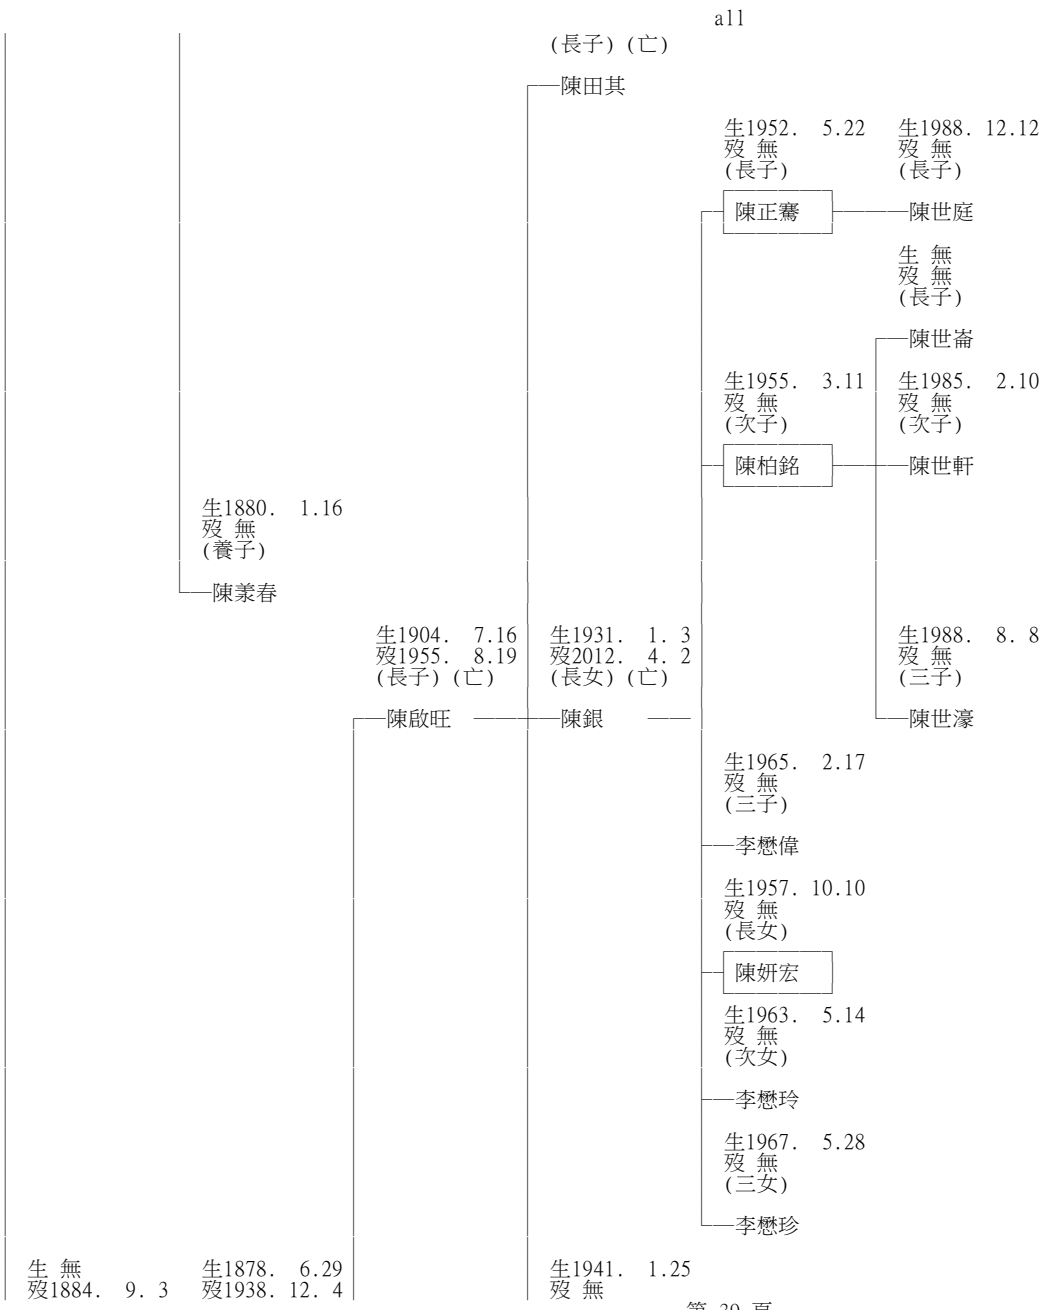 all
(長子)(亡)
陳田其
生1952. 5.22 生1988. 12.12
歿 無 歿 無
(長子) (長子)
陳正騫 陳世庭
生 無
歿 無
(長子)
陳世崙
生1955. 3.11 生1985. 2.10
歿 無 歿 無
(次子) (次子)
陳柏銘 陳世軒
生1880. 1.16
歿 無
(養子)
陳羕春
生1904. 7.16 生1931. 1. 3 生1988. 8. 8
歿1955. 8.19 歿2012. 4. 2 歿 無
(長子)(亡) (長女)(亡) (三子)
陳啟旺 陳銀 陳世濠
生1965. 2.17
歿 無
(三子)
李懋偉
生1957. 10.10
歿 無
(長女)
陳妍宏
生1963. 5.14
歿 無
(次女)
李懋玲
生1967. 5.28
歿 無
(三女)
李懋珍
生 無 生1878. 6.29 生1941. 1.25
歿1884. 9. 3 歿1938. 12. 4 歿 無
第 39 頁